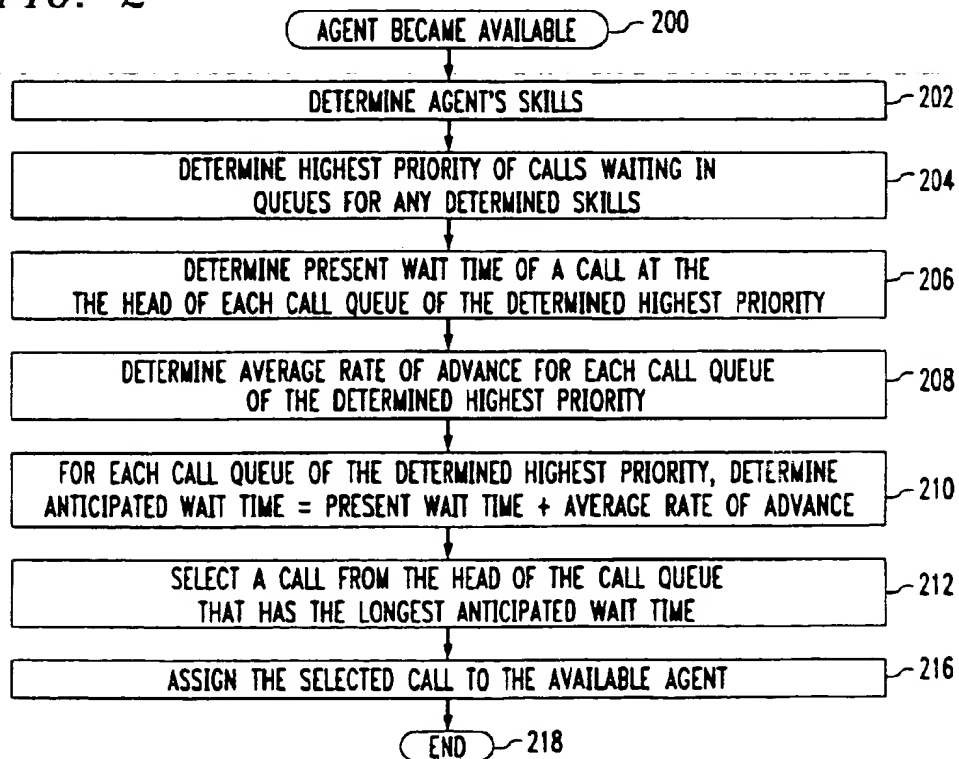 FIG. 2
AGENT BECAME AVAILABLE
200
DETERMINE AGENT'S SKILLS
202
DETERMINE HIGHEST PRIORITY OF CALLS WAITING IN
QUEUES FOR ANY DETERMINED SKILLS
204
DETERMINE PRESENT WAIT TIME OF A CALL AT THE
THE HEAD OF EACH CALL QUEUE OF THE DETERMINED HIGHEST PRIORITY
206
DETERMINE AVERAGE RATE OF ADVANCE FOR EACH CALL QUEUE
OF THE DETERMINED HIGHEST PRIORITY
208
FOR EACH CALL QUEUE OF THE DETERMINED HIGHEST PRIORITY, DETERMINE
ANTICIPATED WAIT TIME = PRESENT WAIT TIME + AVERAGE RATE OF ADVANCE
210
SELECT A CALL FROM THE HEAD OF THE CALL QUEUE
THAT HAS THE LONGEST ANTICIPATED WAIT TIME
212
ASSIGN THE SELECTED CALL TO THE AVAILABLE AGENT
216
END
218